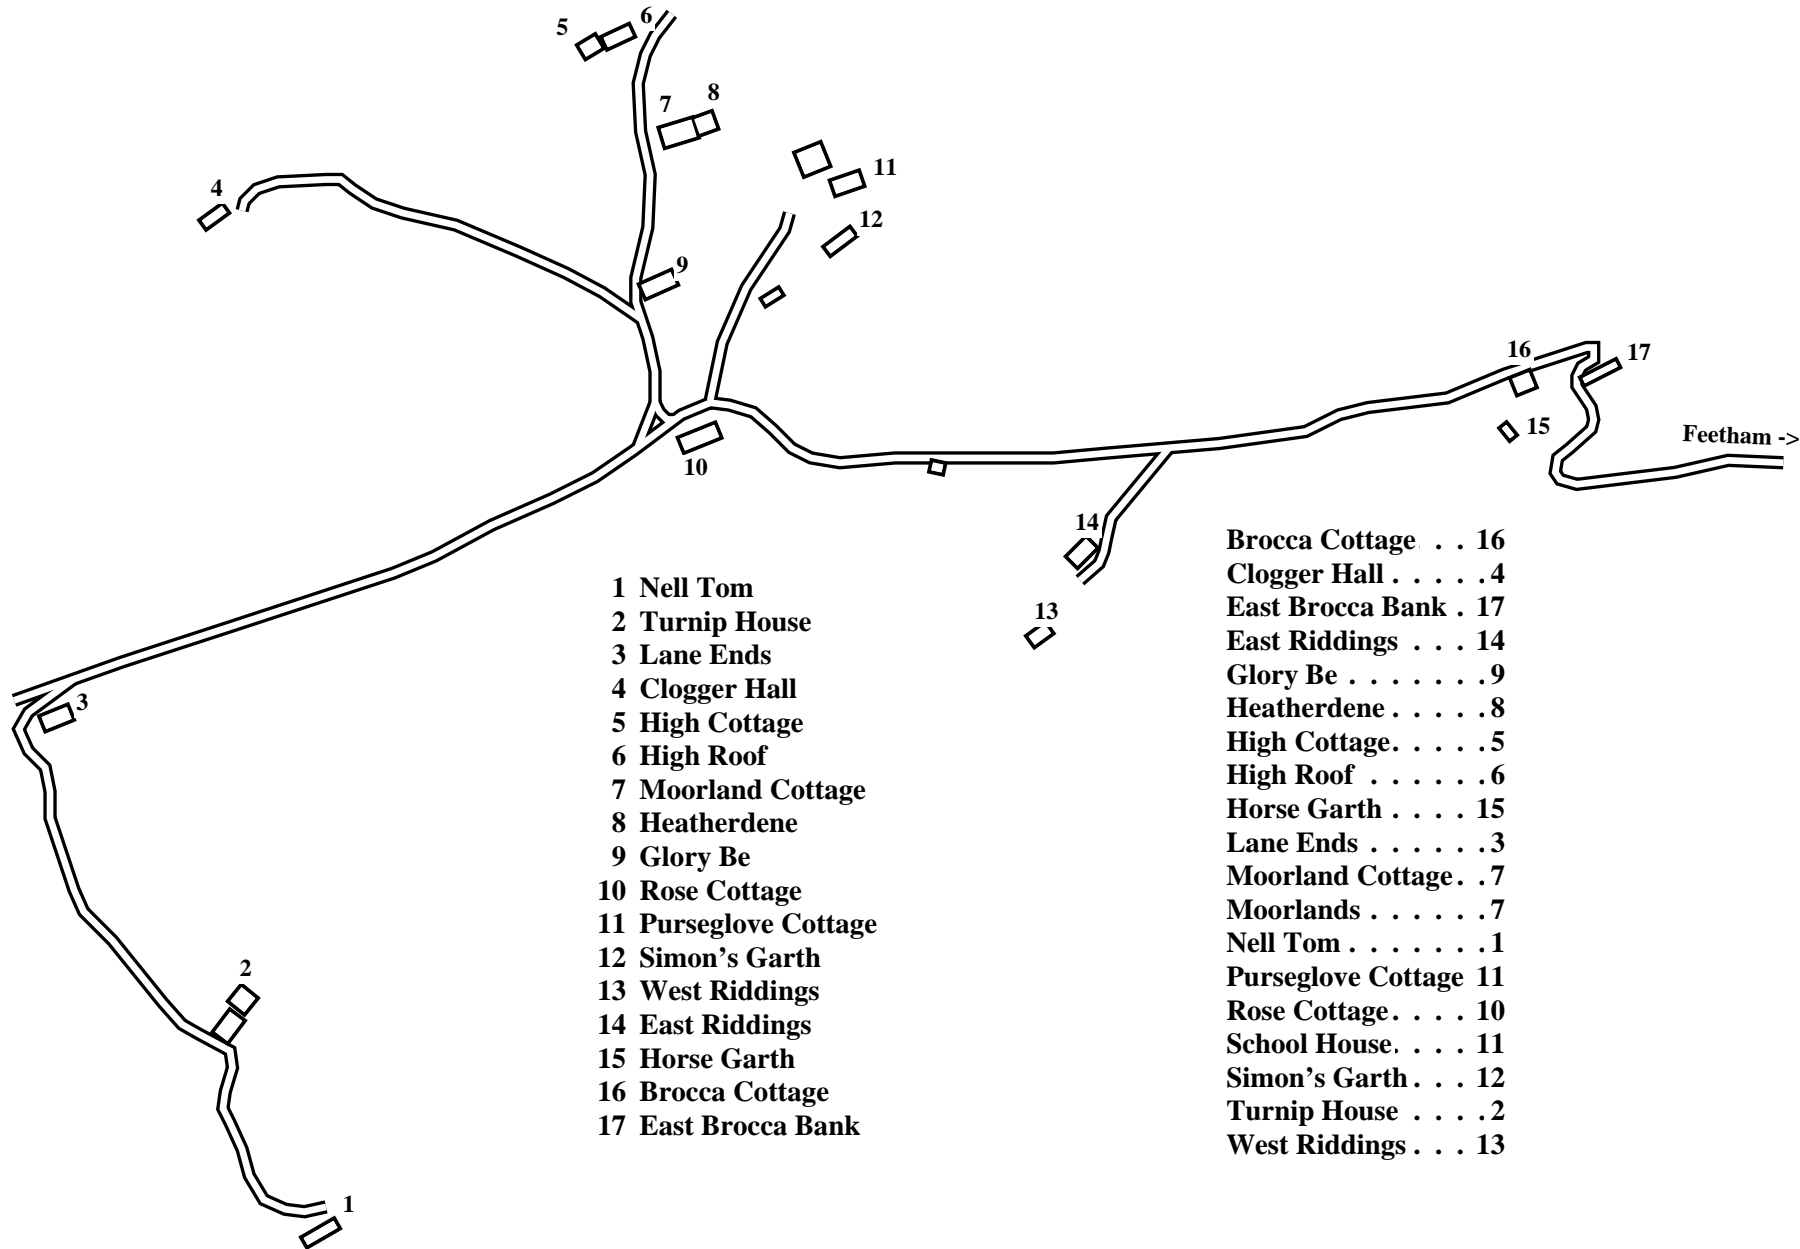 5
6
7
8
11
4
12
9
16
17
15
Feetham ->
10
14
13
3
2
1
1 Nell Tom
2 Turnip House
3 Lane Ends
4 Clogger Hall
5 High Cottage
6 High Roof
7 Moorland Cottage
8 Heatherdene
9 Glory Be
10 Rose Cottage
11 Purseglove Cottage
12 Simon’s Garth
13 West Riddings
14 East Riddings
15 Horse Garth
16 Brocca Cottage
17 East Brocca Bank
Brocca Cottage . . . 16
Clogger Hall . . . . . 4
East Brocca Bank . 17
East Riddings . . . 14
Glory Be . . . . . . . 9
Heatherdene . . . . . 8
High Cottage. . . . . 5
High Roof . . . . . . 6
Horse Garth . . . . 15
Lane Ends . . . . . . 3
Moorland Cottage. . 7
Moorlands . . . . . . 7
Nell Tom . . . . . . . 1
Purseglove Cottage 11
Rose Cottage. . . . 10
School House. . . . 11
Simon’s Garth . . . 12
Turnip House . . . . 2
West Riddings . . . 13